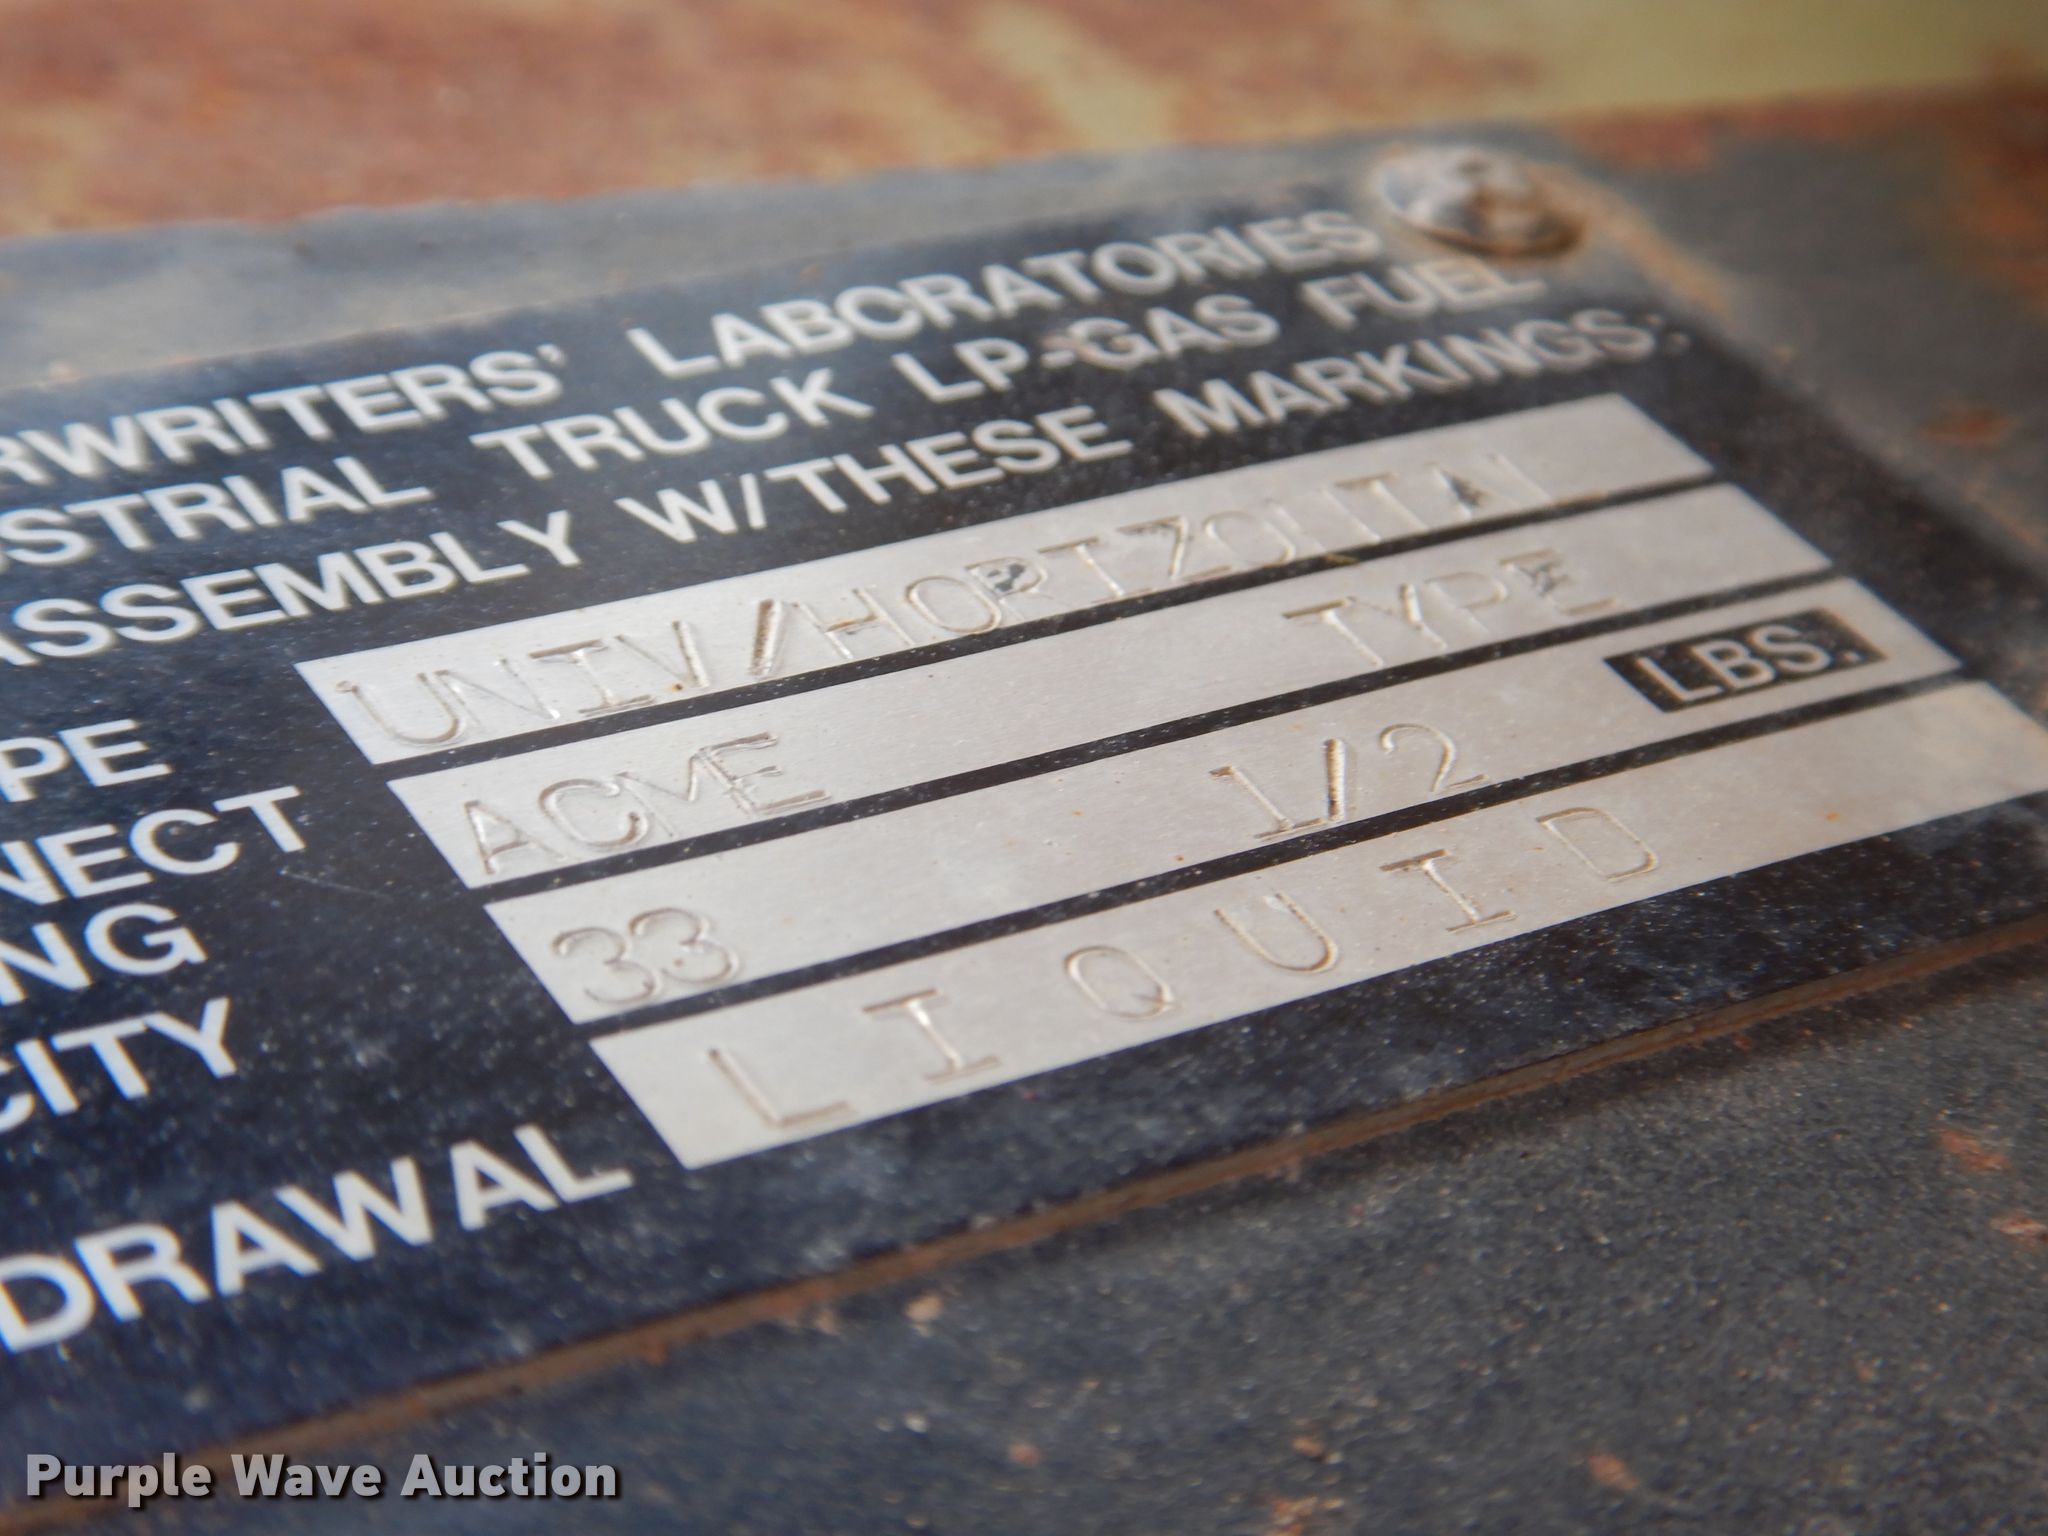 RWRITERS' LABORATORIES
STRIAL TRUCK LP-GAS FUEL
ASSEMBLY W/THESE MARKINGS:
PE UNIV/HORIZONTAL
NECT
NG ACME TYPE
CITY 33 1/2 LBS.
DRAWAL LIQUID
Purple Wave Auction